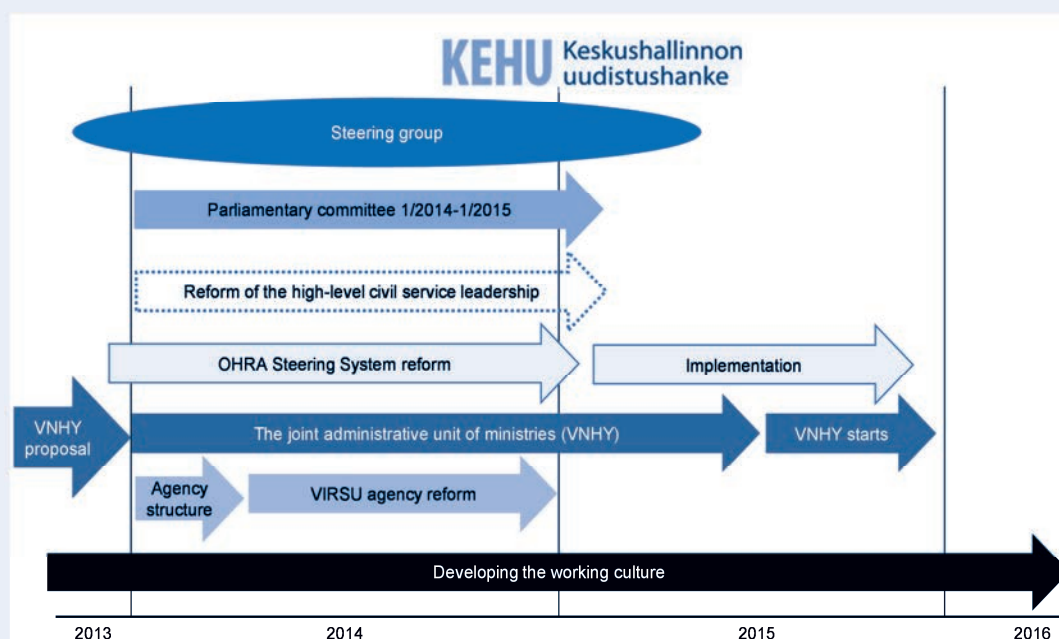 KEHU Keskushallinnon
uudistushanke
Steering group
Parliamentary committee 1/2014-1/2015
Reform of the high-level civil service leadership
OHRA Steering System reform
Implementation
VNHY
proposal
The joint administrative unit of ministries (VNHY)
VNHY starts
Agency
structure
VIRSU agency reform
Developing the working culture
2013
2014
2015
2016